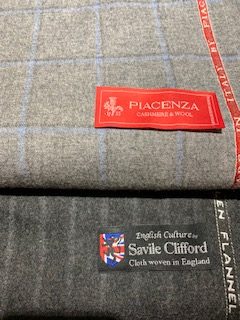 PIACENZA
CASHMERE & WOOL
English Culture by
Savile Clifford
Cloth woven in England
EN FLANNEL